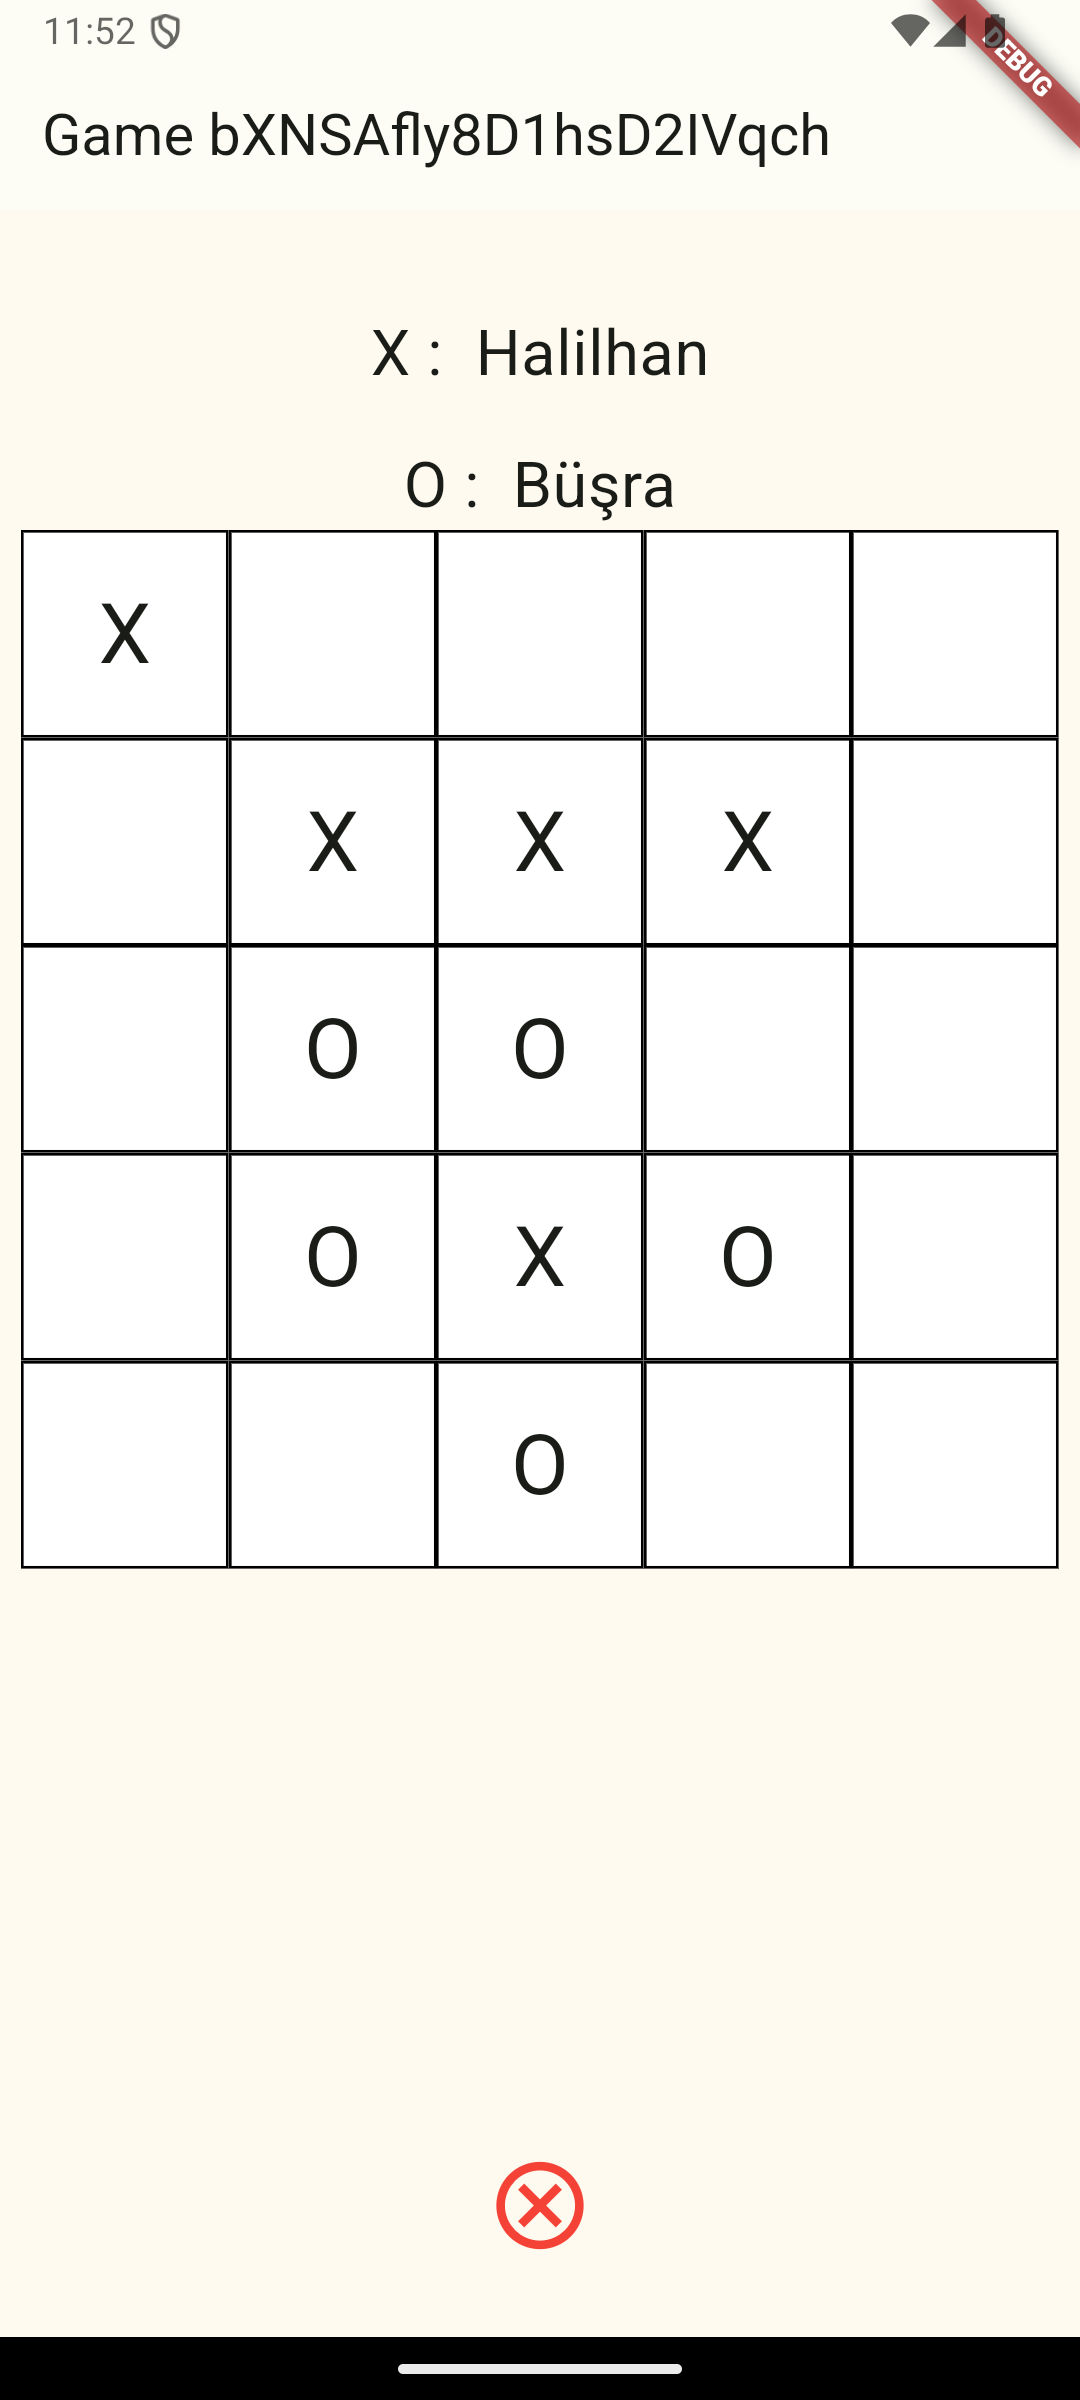 11:52
DEBUG
Game bXNSAfly8D1hsD2IVqch
X : Halilhan
O : Büşra
X
X X X
O O
O X O
O